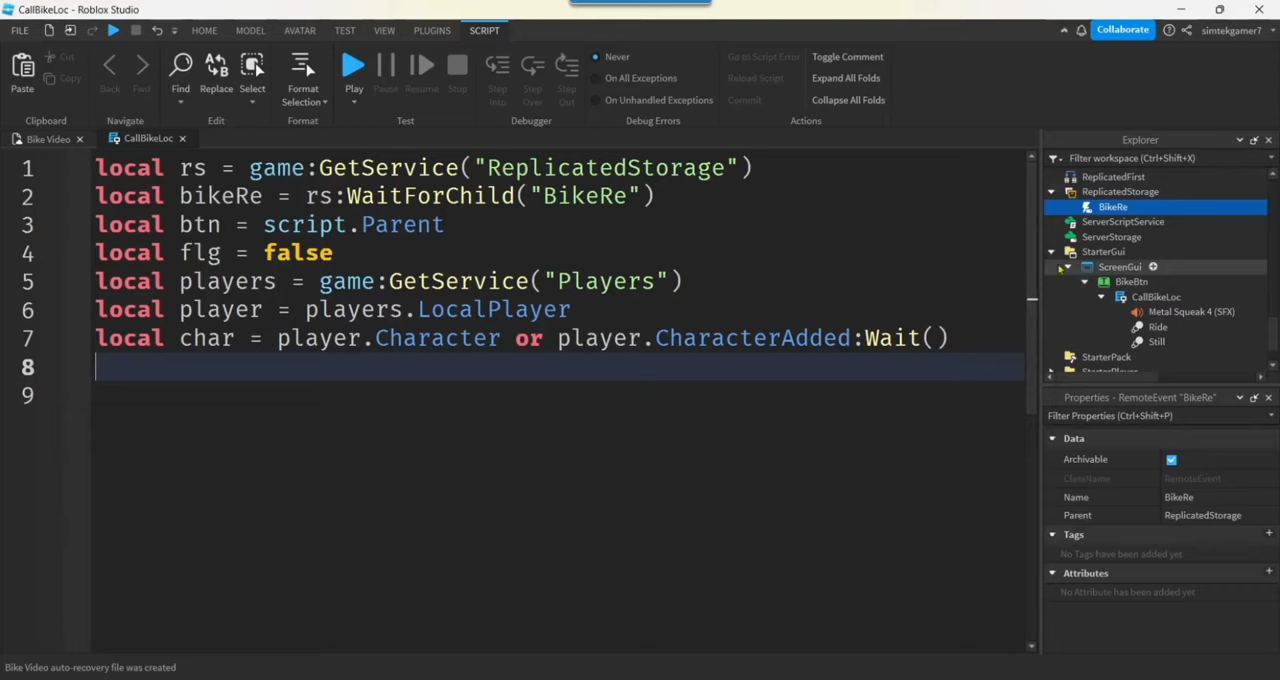 CallBikeLoc - Roblox Studio
FILE HOME MODEL AVATAR TEST VIEW PLUGINS SCRIPT Collaborate simtekgamer7
Paste Cut Copy Back Fwd Find Replace Select Format Selection Play Pause Resume Stop Step Into Step Over Step Out Never On All Exceptions On Unhandled Exceptions Go to Script Error Reload Script Commit Toggle Comment Expand All Folds Collapse All Folds
Clipboard Navigate Edit Format Test Debugger Debug Errors Actions
Bike Video CallBikeLoc
1 local rs = game:GetService("ReplicatedStorage")
2 local bikeRe = rs:WaitForChild("BikeRe")
3 local btn = script.Parent
4 local flg = false
5 local players = game:GetService("Players")
6 local player = players.LocalPlayer
7 local char = player.Character or player.CharacterAdded:Wait()
8
9
Explorer
Filter workspace (Ctrl+Shift+X)
ReplicatedFirst
ReplicatedStorage
BikeRe
ServerScriptService
ServerStorage
StarterGui
ScreenGui
BikeBtn
CallBikeLoc
Metal Squeak 4 (SFX)
Ride
Still
StarterPack
StarterPlayer
Properties - RemoteEvent "BikeRe"
Filter Properties (Ctrl+Shift+P)
Data
Archivable
ClassName RemoteEvent
Name BikeRe
Parent ReplicatedStorage
Tags
No Tags have been added yet
Attributes
No Attribute has been added yet
Bike Video auto-recovery file was created